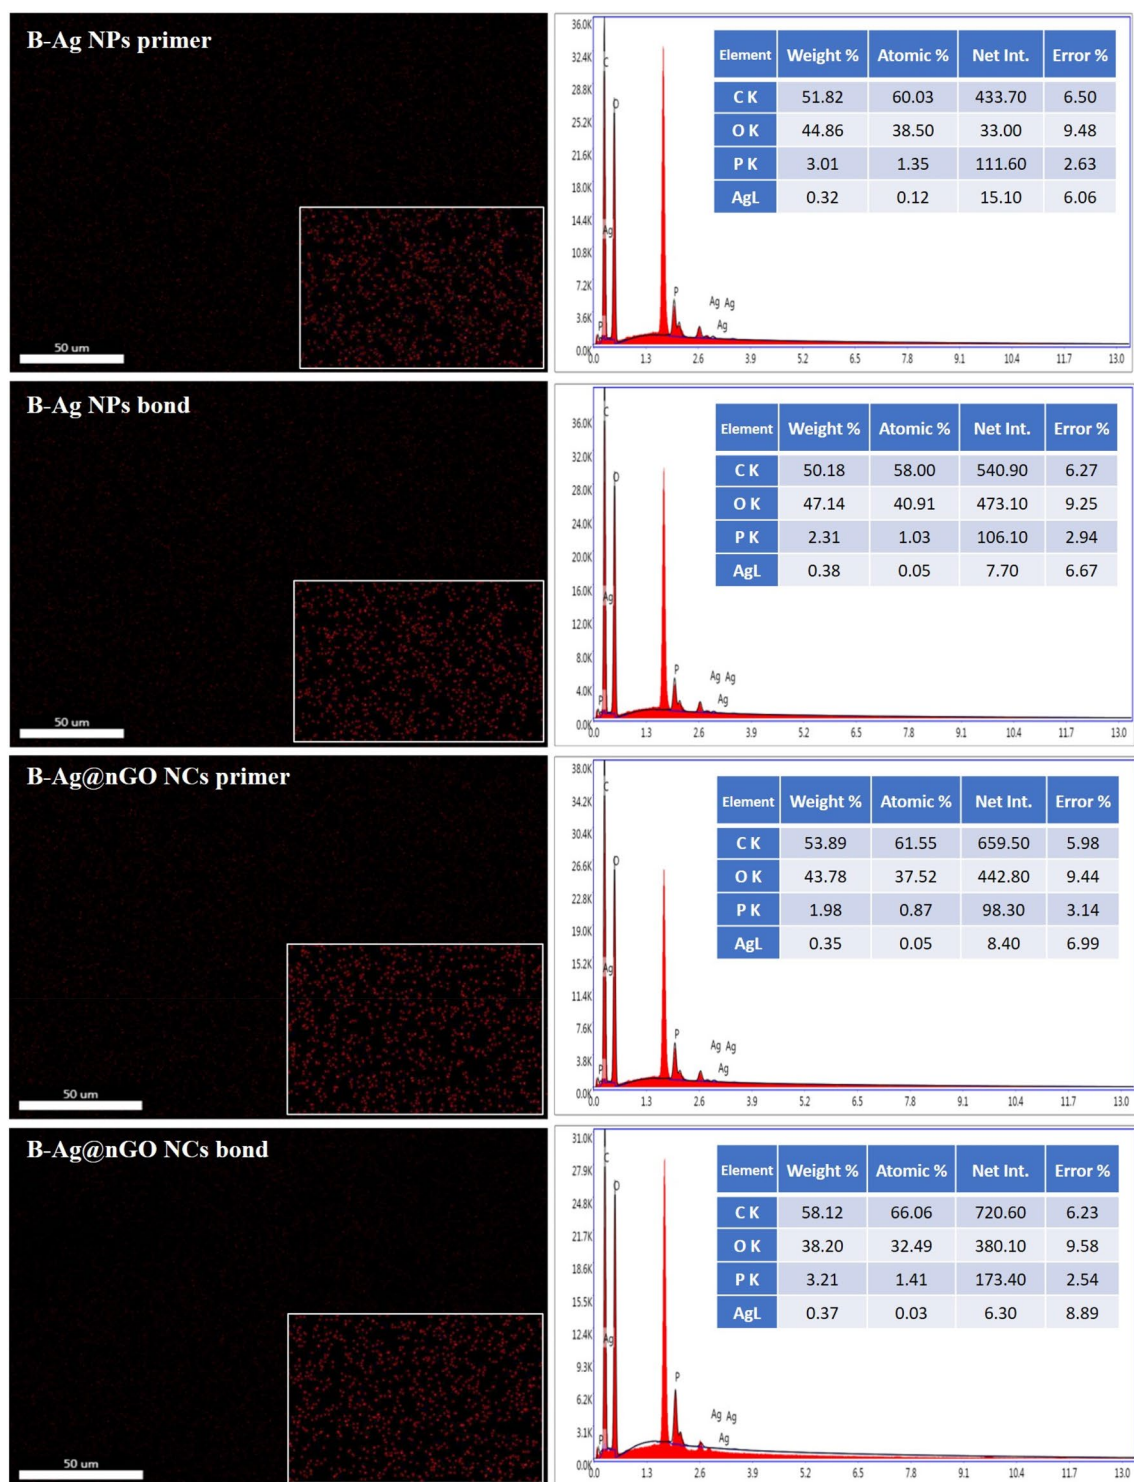 B-Ag NPs primer
50 um
36.0K
32.4K
28.8K
25.2K
21.6K
18.0K
14.4K
10.8K
7.2K
3.6K
0.0K
C
O
Ag
P
P
Ag Ag
Ag
0.0 1.3 2.6 3.9 5.2 6.5 7.8 9.1 10.4 11.7 13.0
Element Weight % Atomic % Net Int. Error %
C K 51.82 60.03 433.70 6.50
O K 44.86 38.50 33.00 9.48
P K 3.01 1.35 111.60 2.63
AgL 0.32 0.12 15.10 6.06
B-Ag NPs bond
50 um
36.0K
32.0K
28.0K
24.0K
20.0K
16.0K
12.0K
8.0K
4.0K
0.0K
C
O
Ag
P
P
Ag Ag
Ag
0.0 1.3 2.6 3.9 5.2 6.5 7.8 9.1 10.4 11.7 13.0
Element Weight % Atomic % Net Int. Error %
C K 50.18 58.00 540.90 6.27
O K 47.14 40.91 473.10 9.25
P K 2.31 1.03 106.10 2.94
AgL 0.38 0.05 7.70 6.67
B-Ag@nGO NCs primer
50 um
38.0K
34.2K
30.4K
26.6K
22.8K
19.0K
15.2K
11.4K
7.6K
3.8K
0.0K
C
O
Ag
P
P
Ag Ag
Ag
0.0 1.3 2.6 3.9 5.2 6.5 7.8 9.1 10.4 11.7 13.0
Element Weight % Atomic % Net Int. Error %
C K 53.89 61.55 659.50 5.98
O K 43.78 37.52 442.80 9.44
P K 1.98 0.87 98.30 3.14
AgL 0.35 0.05 8.40 6.99
B-Ag@nGO NCs bond
50 um
31.0K
27.9K
24.8K
21.7K
18.6K
15.5K
12.4K
9.3K
6.2K
3.1K
0.0K
C
O
Ag
P
P
Ag Ag
Ag
0.0 1.3 2.6 3.9 5.2 6.5 7.8 9.1 10.4 11.7 13.0
Element Weight % Atomic % Net Int. Error %
C K 58.12 66.06 720.60 6.23
O K 38.20 32.49 380.10 9.58
P K 3.21 1.41 173.40 2.54
AgL 0.37 0.03 6.30 8.89